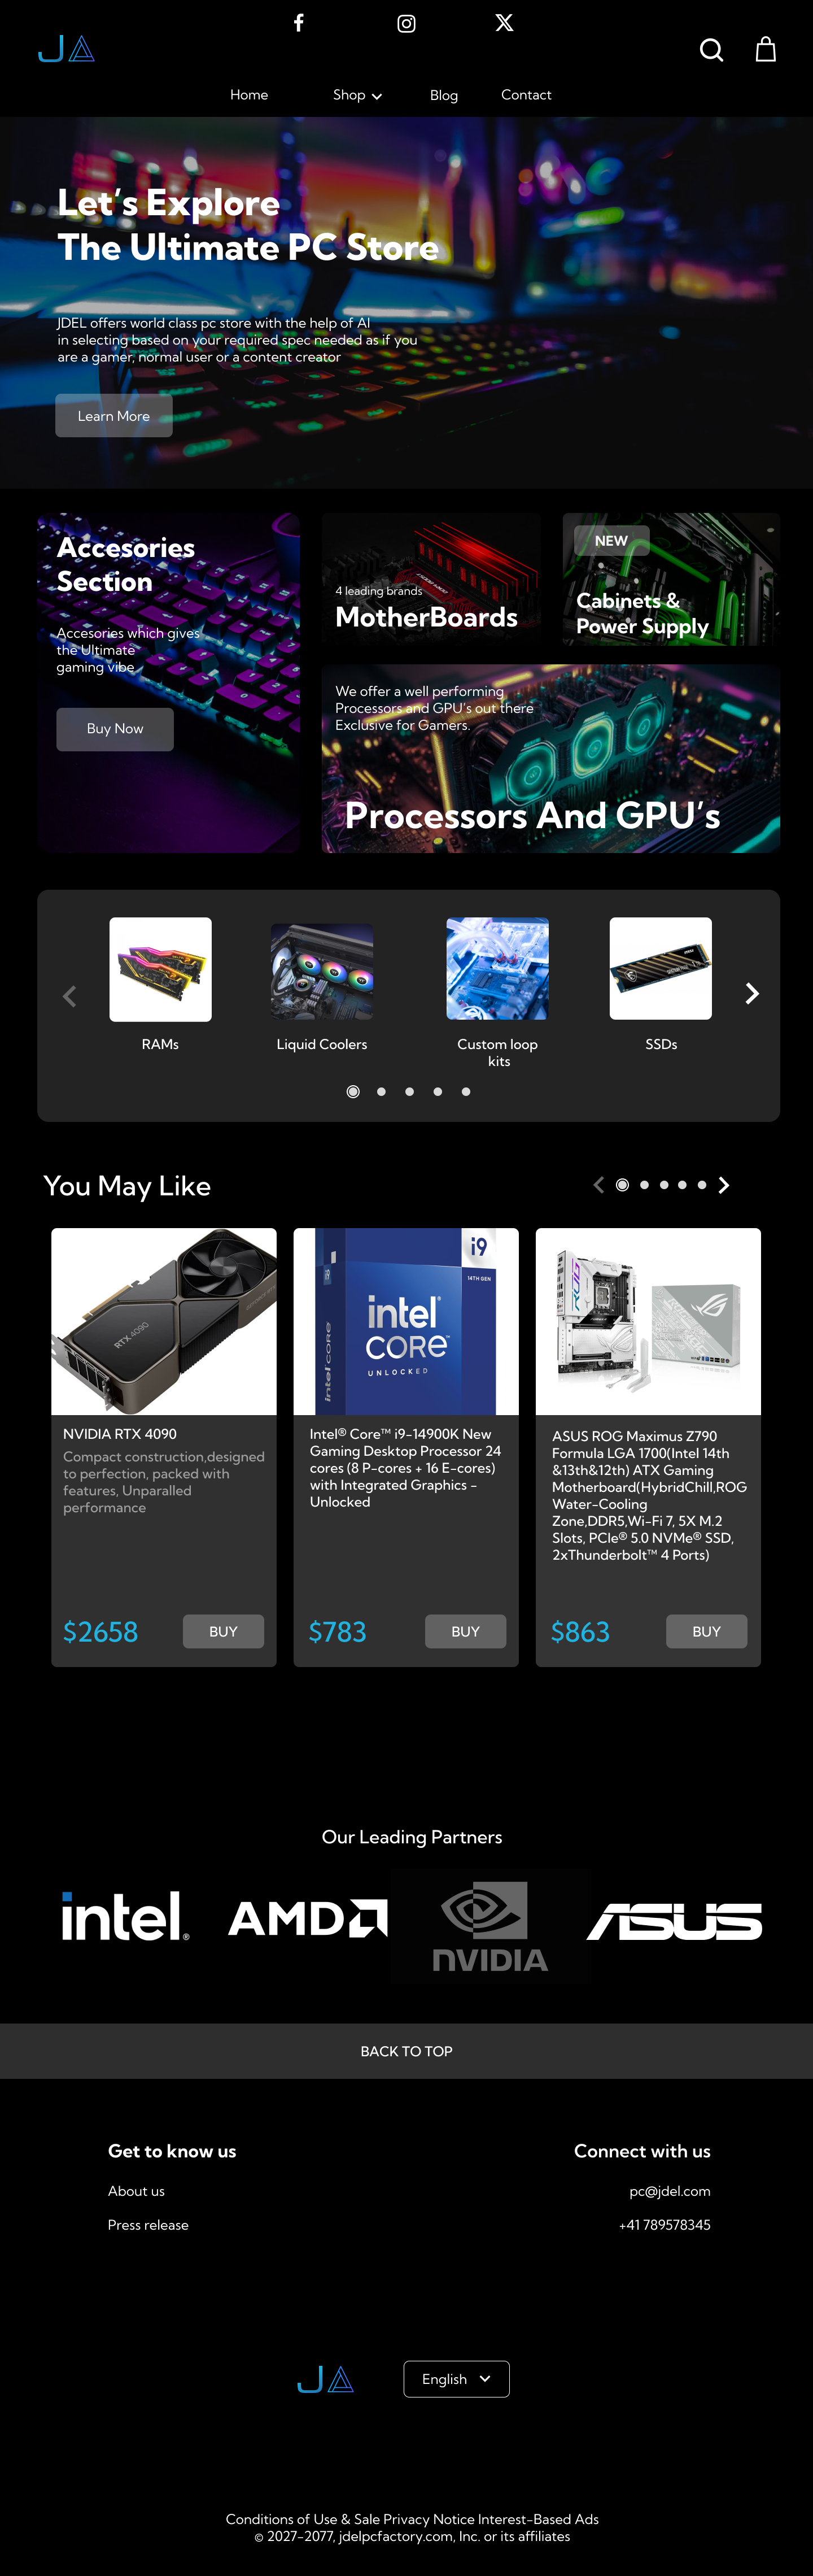 JA
Home
Shop
Blog
Contact
Let’s Explore
The Ultimate PC Store
JDEL offers world class pc store with the help of AI
in selecting based on your required spec needed as if you
are a gamer, normal user or a content creator
Learn More
Accesories
Section
Accesories which gives
the Ultimate
gaming vibe
Buy Now
4 leading brands
MotherBoards
NEW
Cabinets &
Power Supply
We offer a well performing
Processors and GPU’s out there
Exclusive for Gamers.
Processors And GPU’s
RAMs
Liquid Coolers
Custom loop
kits
SSDs
You May Like
RTX 4090
NVIDIA RTX 4090
Compact construction,designed
to perfection, packed with
features, Unparalled
performance
$2658
BUY
i9
i9
14TH GEN
intel®
CORE™
UNLOCKED
intel CORE
Intel® Core™ i9-14900K New
Gaming Desktop Processor 24
cores (8 P-cores + 16 E-cores)
with Integrated Graphics -
Unlocked
$783
BUY
ASUS ROG Maximus Z790
Formula LGA 1700(Intel 14th
&13th&12th) ATX Gaming
Motherboard(HybridChill,ROG
Water-Cooling
Zone,DDR5,Wi-Fi 7, 5X M.2
Slots, PCIe® 5.0 NVMe® SSD,
2xThunderbolt™ 4 Ports)
$863
BUY
Our Leading Partners
intel®
AMD
NVIDIA
ASUS
BACK TO TOP
Get to know us
About us
Press release
Connect with us
pc@jdel.com
+41 789578345
JA
English
Conditions of Use & Sale Privacy Notice Interest-Based Ads
© 2027-2077, jdelpcfactory.com, Inc. or its affiliates